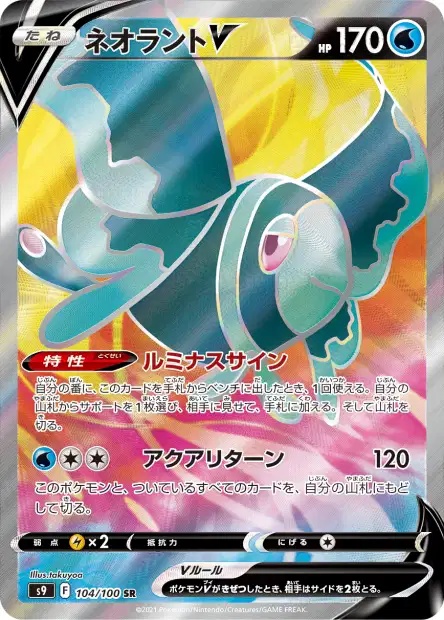 たね ネオラントV HP 170
特性 とくせい ルミナスサイン
自分の番に、このカードを手札からベンチに出したとき、1回使える。自分の
山札からサポートを1枚選び、相手に見せて、手札に加える。そして山札を
切る。
アクアリターン 120
このポケモンと、ついているすべてのカードを、自分の山札にもど
して切る。
弱点 ×2 抵抗力 にげる
Illus.takuyoa
Vルール
ポケモンVがきぜつしたとき、相手はサイドを2枚とる。
s9 F 104/100 SR
©2021 Pokémon/Nintendo/Creatures/GAME FREAK.